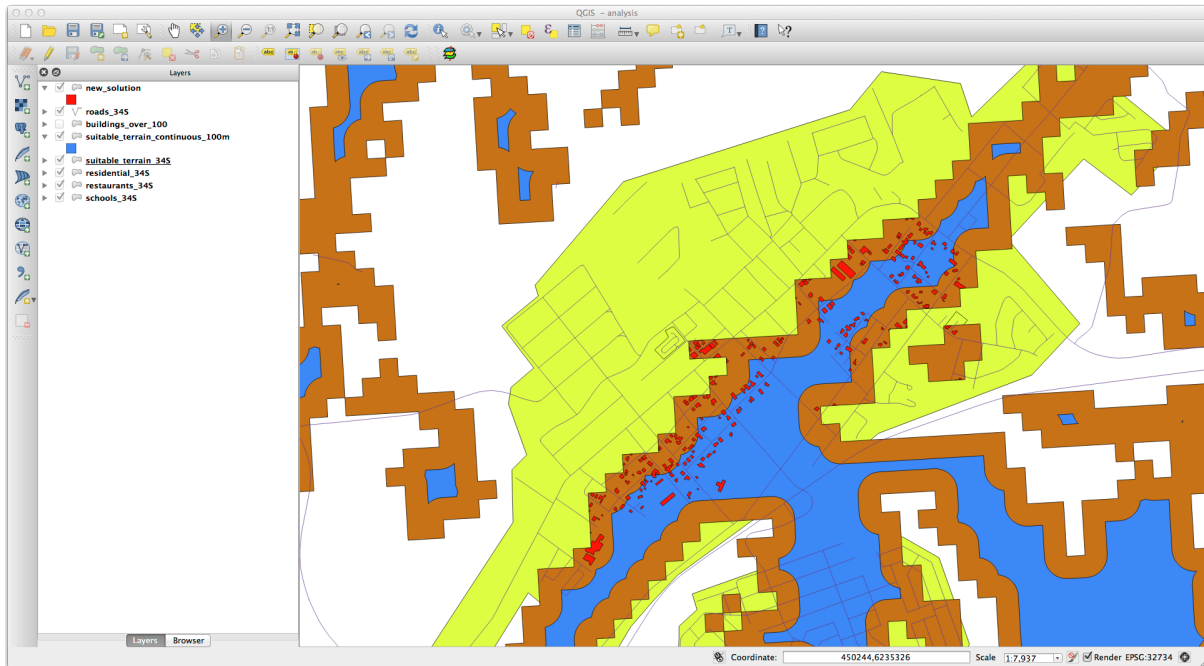 QGIS - analysis
Layers
new_solution
roads_34S
buildings_over_100
suitable_terrain_continuous_100m
suitable_terrain_34S
residential_34S
restaurants_34S
schools_34S
Layers Browser
Coordinate: 450244,6235326 Scale 1:7,937 Render EPSG:32734